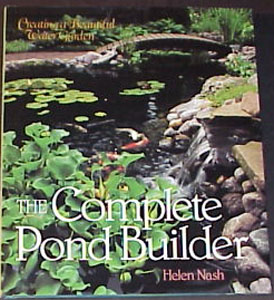 Creating a Beautiful
Water Garden
THE Complete
Pond Builder
Helen Nash